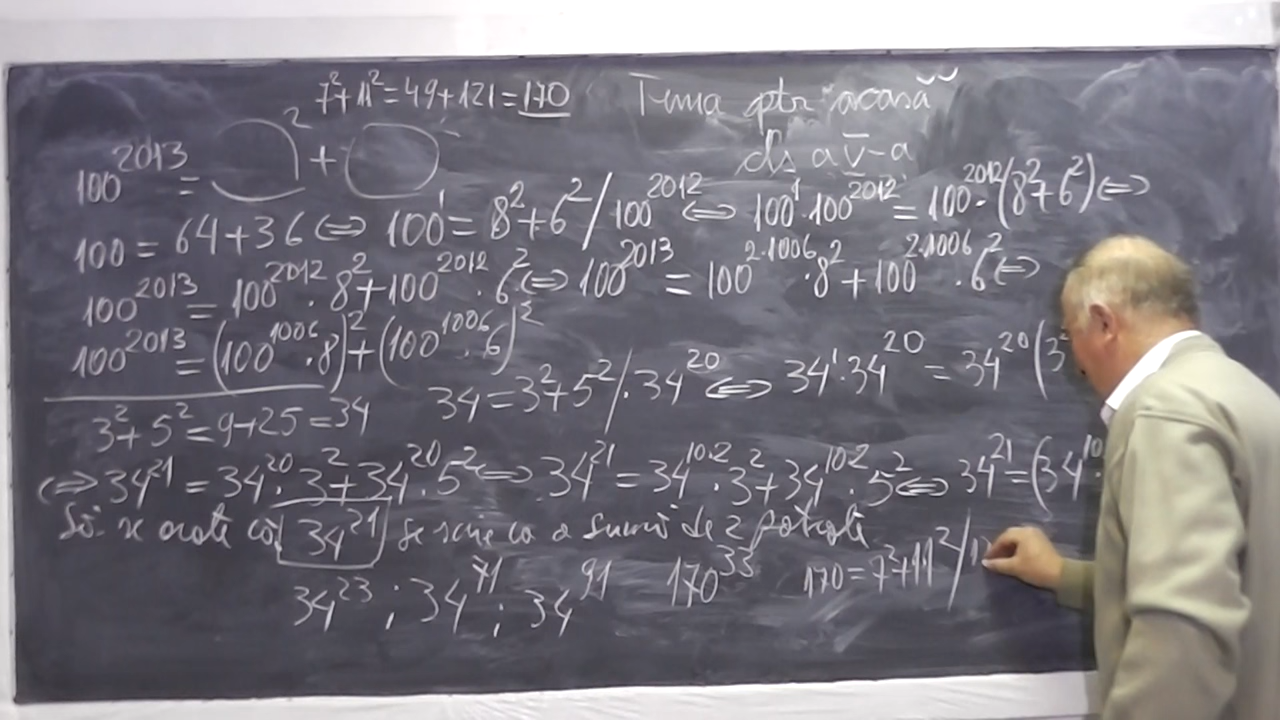 7²+11²=49+121=170 Tema ptr acasă
cls a V-a
100²⁰¹³ = ( )² + ( )
100 = 64+36 ⇔ 100¹ = 8²+6² / 100²⁰¹² ⇔ 100¹·100²⁰¹² = 100²⁰¹²·(8²+6²) ⇔
100²⁰¹³ = 100²⁰¹²·8²+100²⁰¹²·6² ⇔ 100²⁰¹³ = 100²·¹⁰⁰⁶·8²+100²·¹⁰⁰⁶·6² ⇔
100²⁰¹³ = (100¹⁰⁰⁶·8)²+(100¹⁰⁰⁶·6)²
3²+5²=9+25=34 34=3²+5² /·34²⁰ ⇔ 34¹·34²⁰ = 34²⁰(3
⇔ 34²¹ = 34²⁰·3²+34²⁰·5² ⇔ 34²¹ = 34¹⁰·²·3²+34¹⁰·²·5² ⇔ 34²¹=(34¹⁰
Să se arate că 34²¹ se scrie ca o sumă de 2 pătrate
34²³ ; 34⁷¹ ; 34⁹¹ 170³³ 170=7²+11² / 1